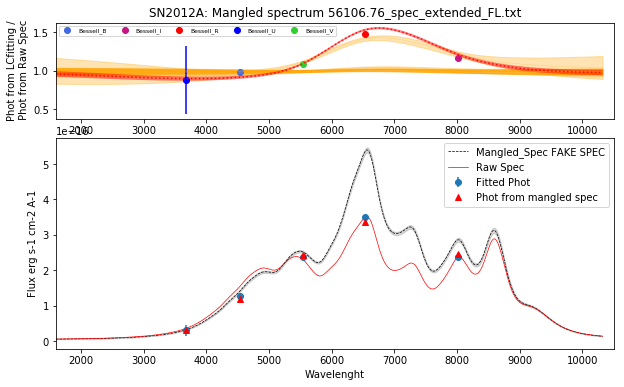 SN2012A: Mangled spectrum 56106.76_spec_extended_FL.txt
Phot from LCfitting /
Phot from Raw Spec
Bessell_B
Bessell_I
Bessell_R
Bessell_U
Bessell_V
1.5
1.0
0.5
2000 3000 4000 5000 6000 7000 8000 9000 10000
1e−16
Flux erg s-1 cm-2 A-1
Mangled_Spec FAKE SPEC
Raw Spec
Fitted Phot
Phot from mangled spec
5
4
3
2
1
0
2000 3000 4000 5000 6000 7000 8000 9000 10000
Wavelenght